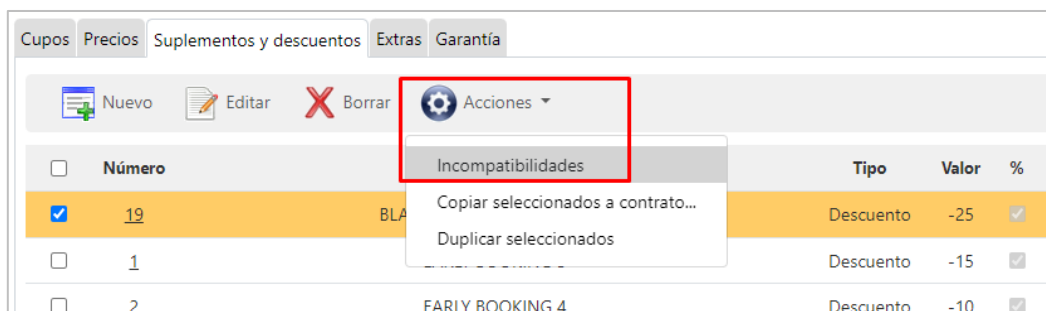 Cupos Precios Suplementos y descuentos Extras Garantía
Nuevo Editar Borrar Acciones
Número Tipo Valor %
Incompatibilidades
19 Descuento -25
Copiar seleccionados a contrato...
Duplicar seleccionados
1 Descuento -15
2 EARLY BOOKING 4 Descuento -10